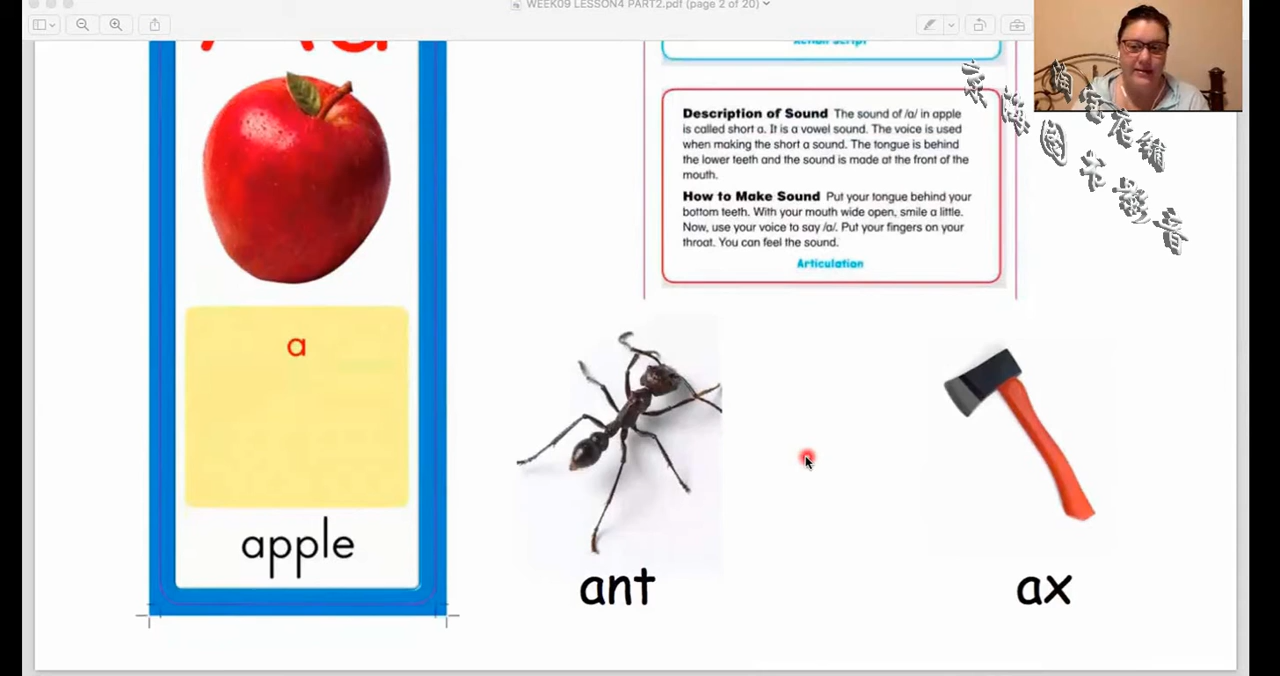 WEEK09 LESSON4 PART2.pdf (page 2 of 20)
Aa
Action Script
Description of Sound The sound of /a/ in apple
is called short a. It is a vowel sound. The voice is used
when making the short a sound. The tongue is behind
the lower teeth and the sound is made at the front of the
mouth.
How to Make Sound Put your tongue behind your
bottom teeth. With your mouth wide open, smile a little.
Now, use your voice to say /a/. Put your fingers on your
throat. You can feel the sound.
Articulation
a
apple
ant
ax